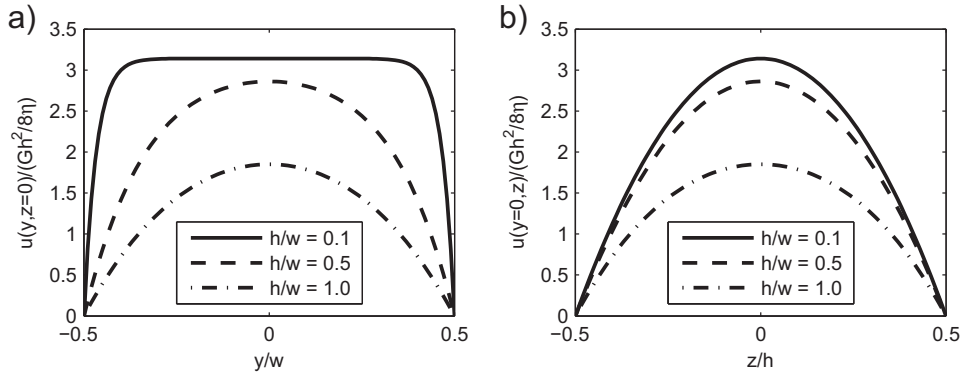 a)
3.5
3
2.5
2
1.5
1
0.5
0
u(y,z=0)/(Gh²/8η)
h/w = 0.1
h/w = 0.5
h/w = 1.0
−0.5
0
0.5
y/w
b)
3.5
3
2.5
2
1.5
1
0.5
0
u(y=0,z)/(Gh²/8η)
h/w = 0.1
h/w = 0.5
h/w = 1.0
−0.5
0
0.5
z/h